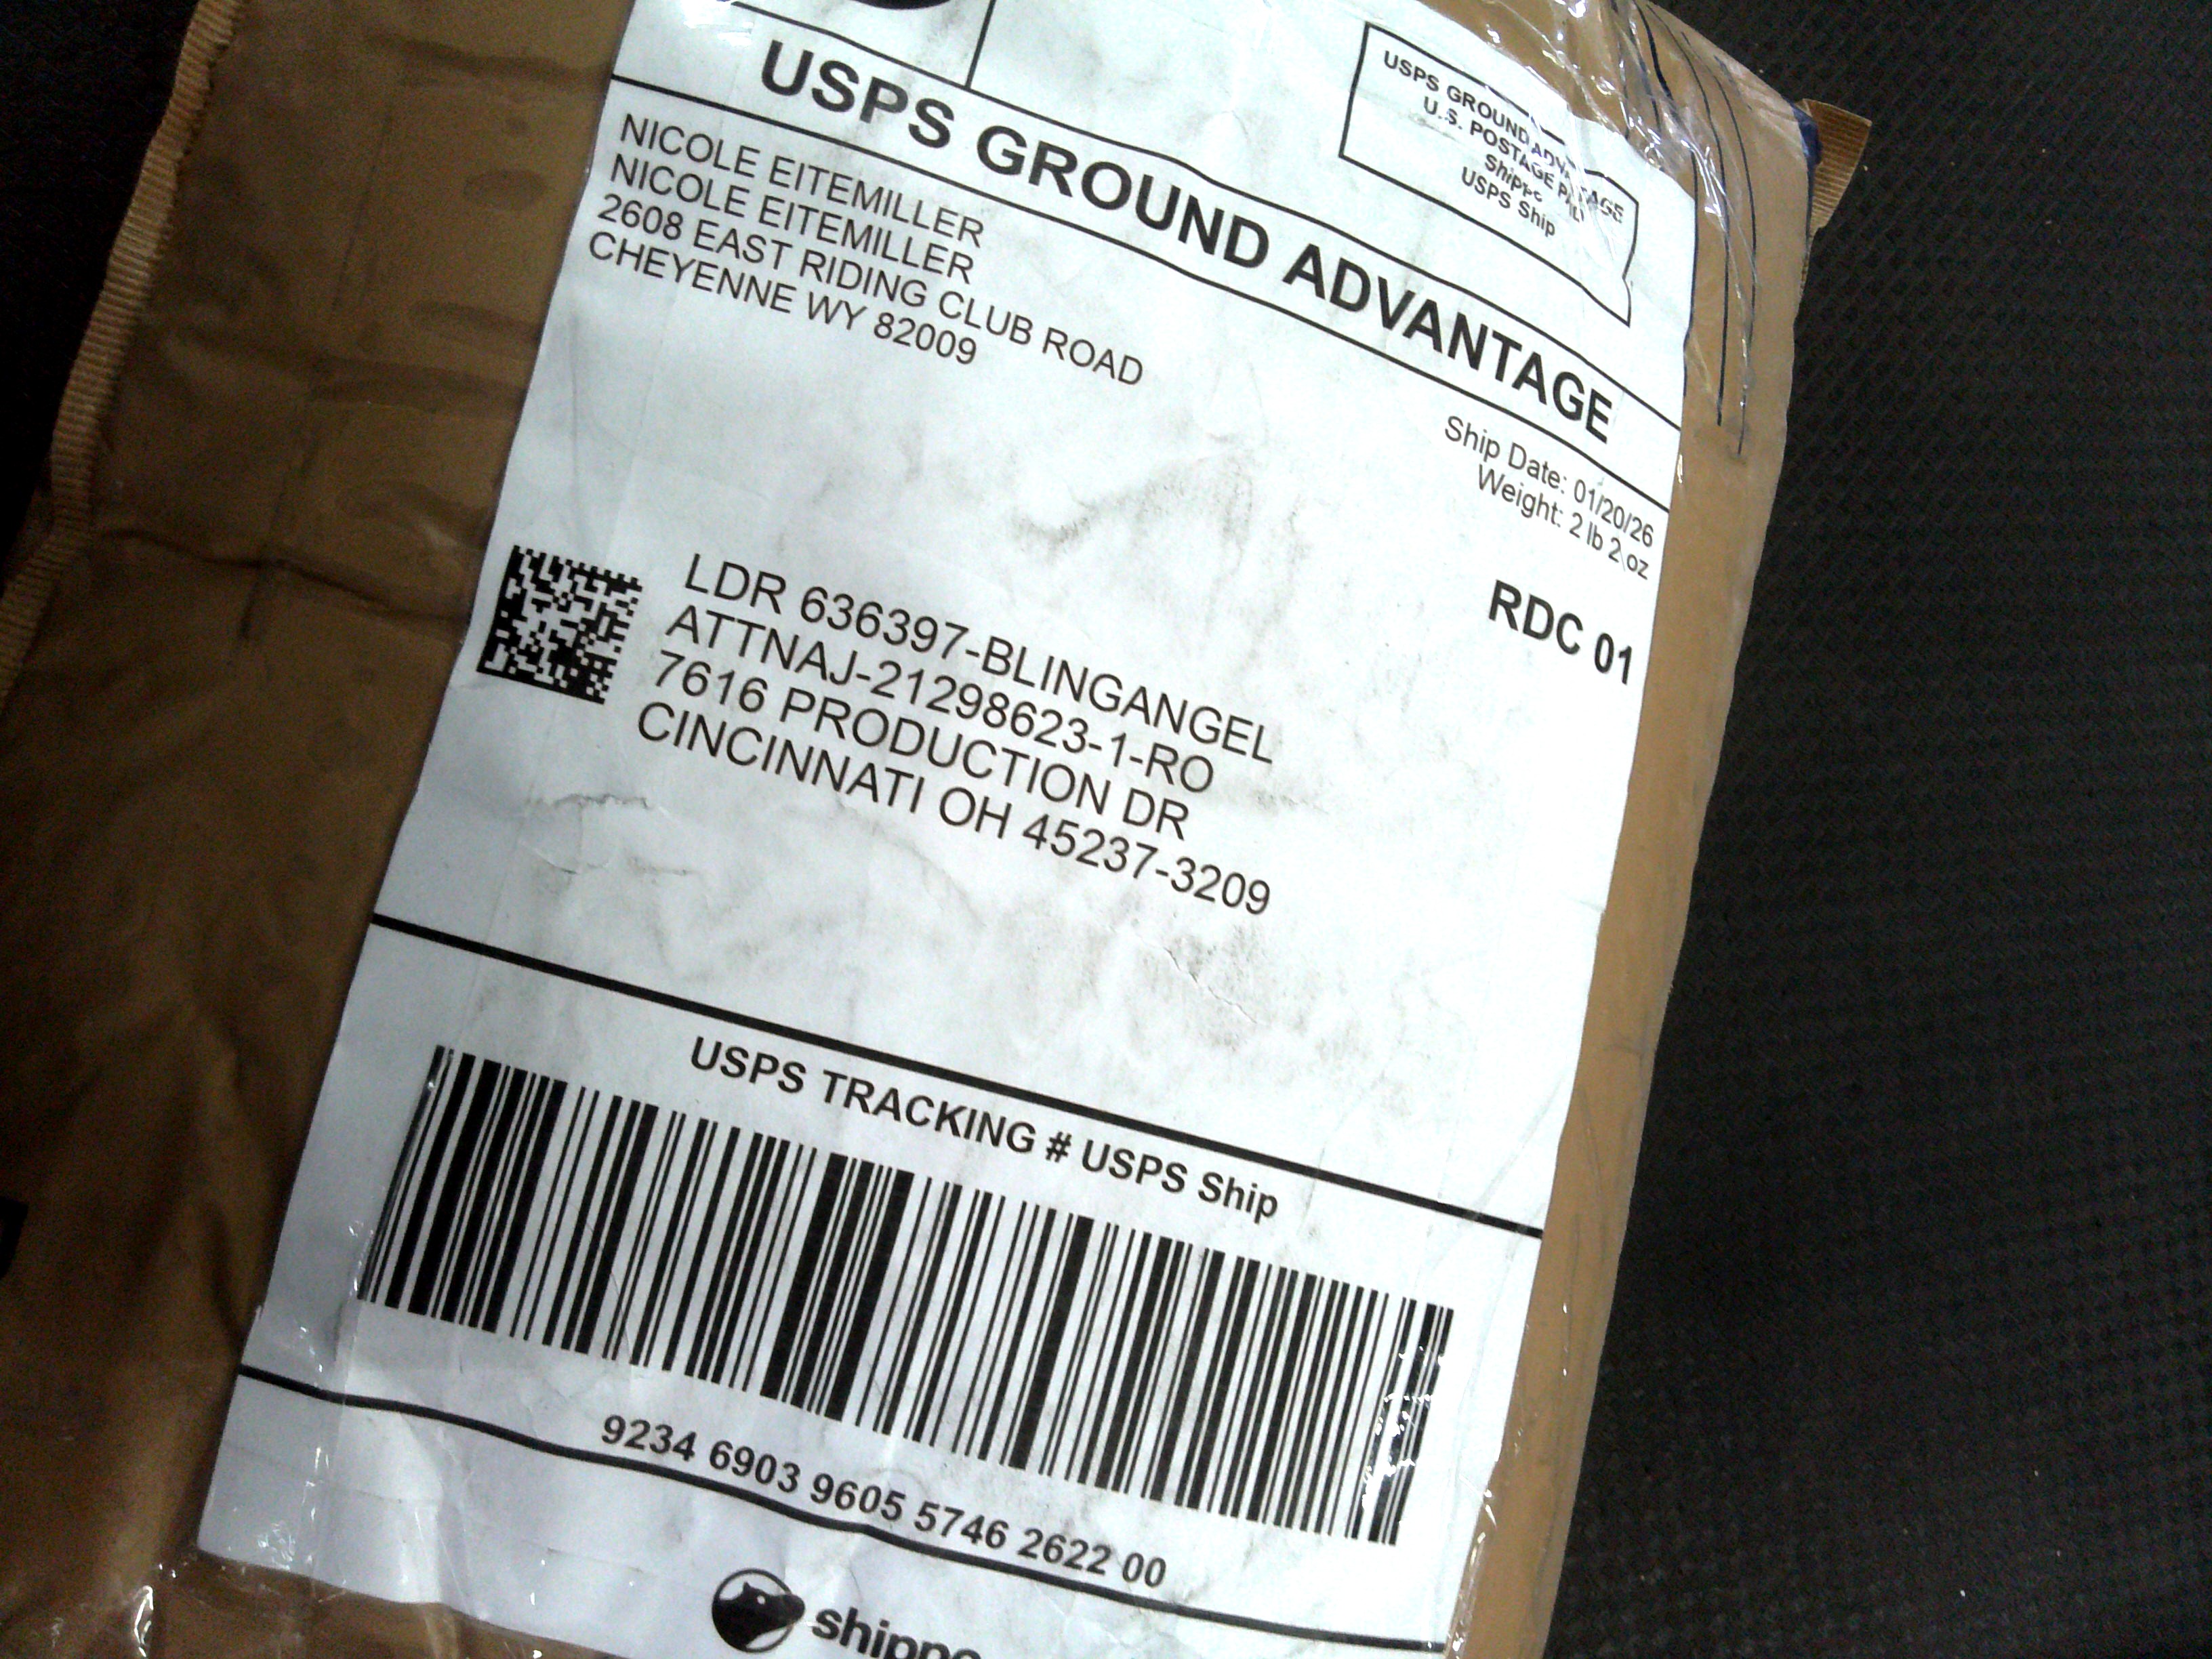 USPS GROUND ADVANTAGE
U.S. POSTAGE
Shippo
USPS Ship
USPS GROUND ADVANTAGE
NICOLE EITEMILLER
NICOLE EITEMILLER
2608 EAST RIDING CLUB ROAD
CHEYENNE WY 82009
Ship Date: 01/20/26
Weight: 2 lb 2 oz
RDC 01
LDR 636397-BLINGANGEL
ATTNAJ-21298623-1-RO
7616 PRODUCTION DR
CINCINNATI OH 45237-3209
USPS TRACKING # USPS Ship
9234 6903 9605 5746 2622 00
shippo